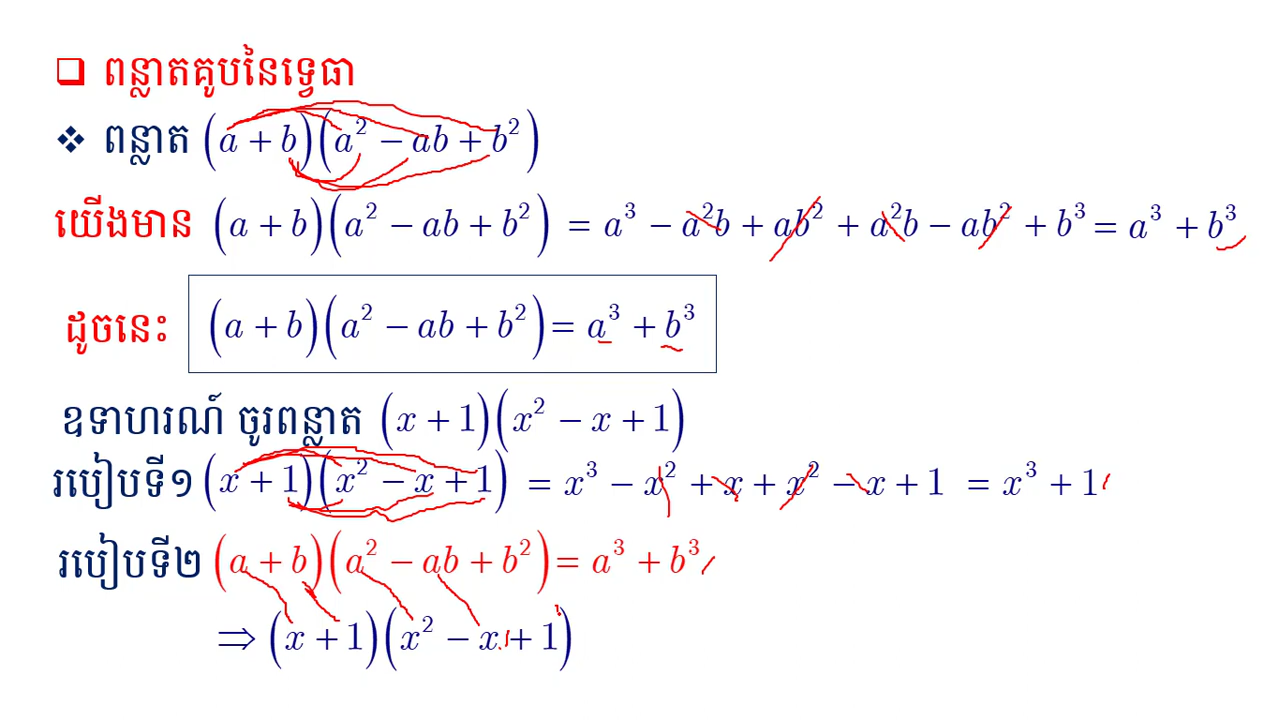 ❑ ពន្លាតគូបនៃទ្វេធា
❖ ពន្លាត (a + b)(a² − ab + b²)
យើងមាន (a + b)(a² − ab + b²) = a³ − a²b + ab² + a²b − ab² + b³ = a³ + b³
ដូចនេះ (a + b)(a² − ab + b²) = a³ + b³
ឧទាហរណ៍ ចូរពន្លាត (x + 1)(x² − x + 1)
របៀបទី១ (x + 1)(x² − x + 1) = x³ − x² + x + x² − x + 1 = x³ + 1
របៀបទី២ (a + b)(a² − ab + b²) = a³ + b³
⇒ (x + 1)(x² − x + 1)